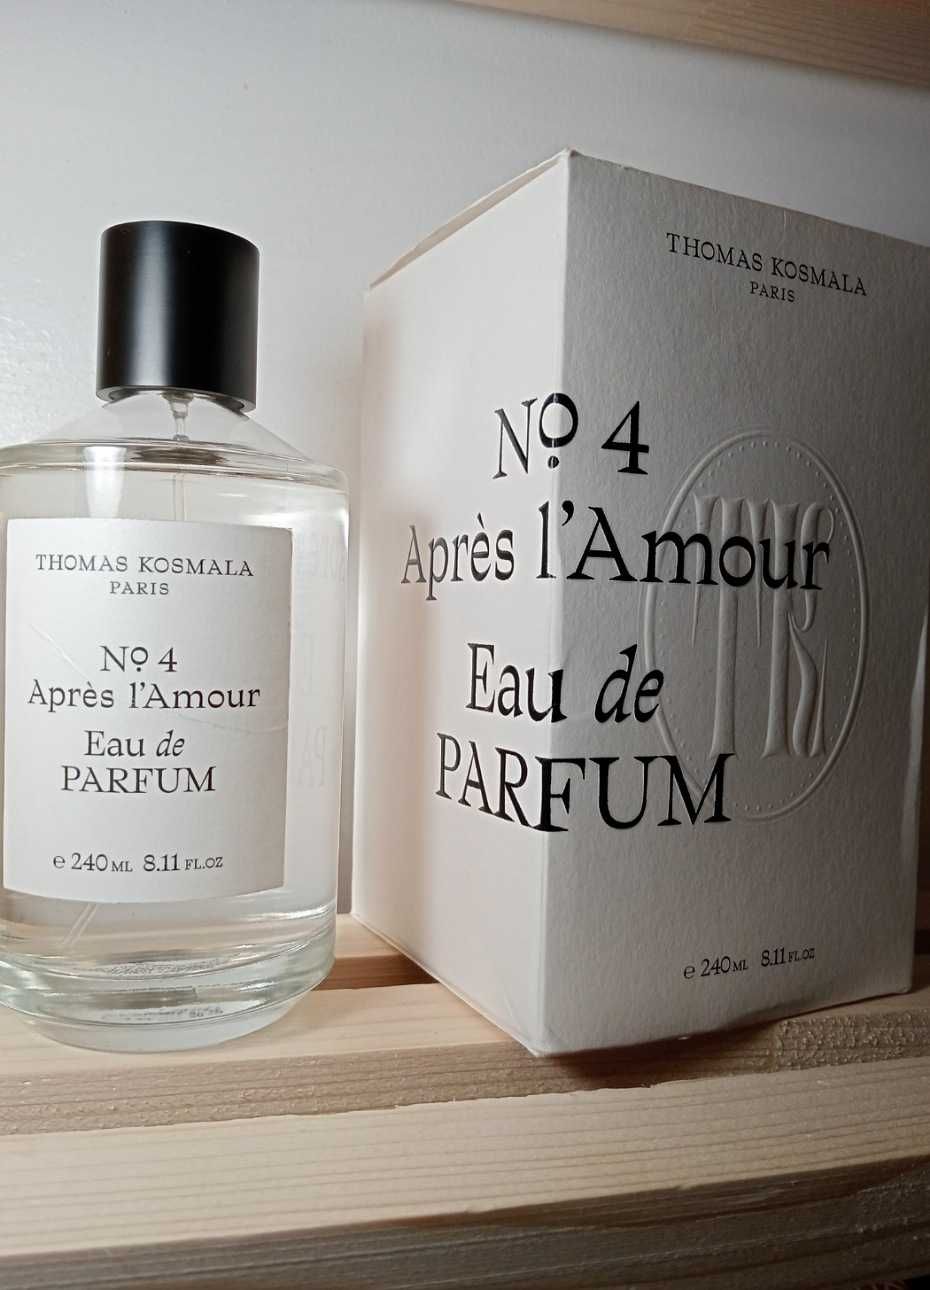 THOMAS KOSMALA
PARIS
Nº 4
Après l'Amour
Eau de
PARFUM
e 240 ML 8.11 FL.OZ
THOMAS KOSMALA
PARIS
Nº 4
Après l'Amour
Eau de
PARFUM
e 240 ML 8.11 FL.OZ
TK